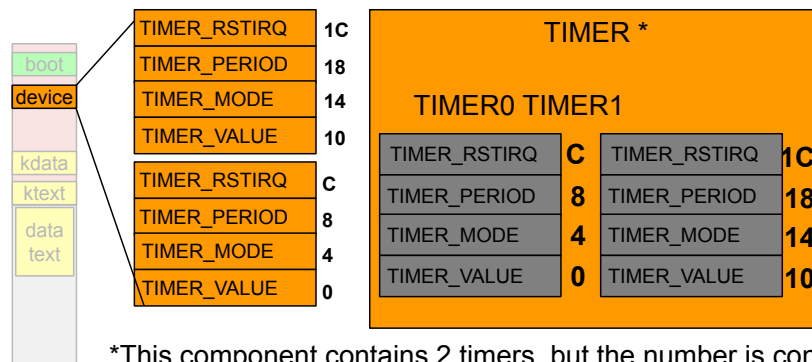 boot
device
kdata
ktext
data
text
TIMER_RSTIRQ 1C
TIMER_PERIOD 18
TIMER_MODE 14
TIMER_VALUE 10
TIMER_RSTIRQ C
TIMER_PERIOD 8
TIMER_MODE 4
TIMER_VALUE 0
TIMER *
TIMER0 TIMER1
TIMER_RSTIRQ C TIMER_RSTIRQ 1C
TIMER_PERIOD 8 TIMER_PERIOD 18
TIMER_MODE 4 TIMER_MODE 14
TIMER_VALUE 0 TIMER_VALUE 10
*This component contains 2 timers, but the number is